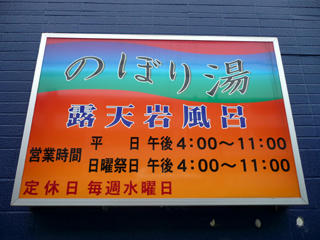 のぼり湯
露天岩風呂
営業時間
平　日 午後 4:00～11:00
日曜祭日 午後 4:00～11:00
定休日 毎週水曜日